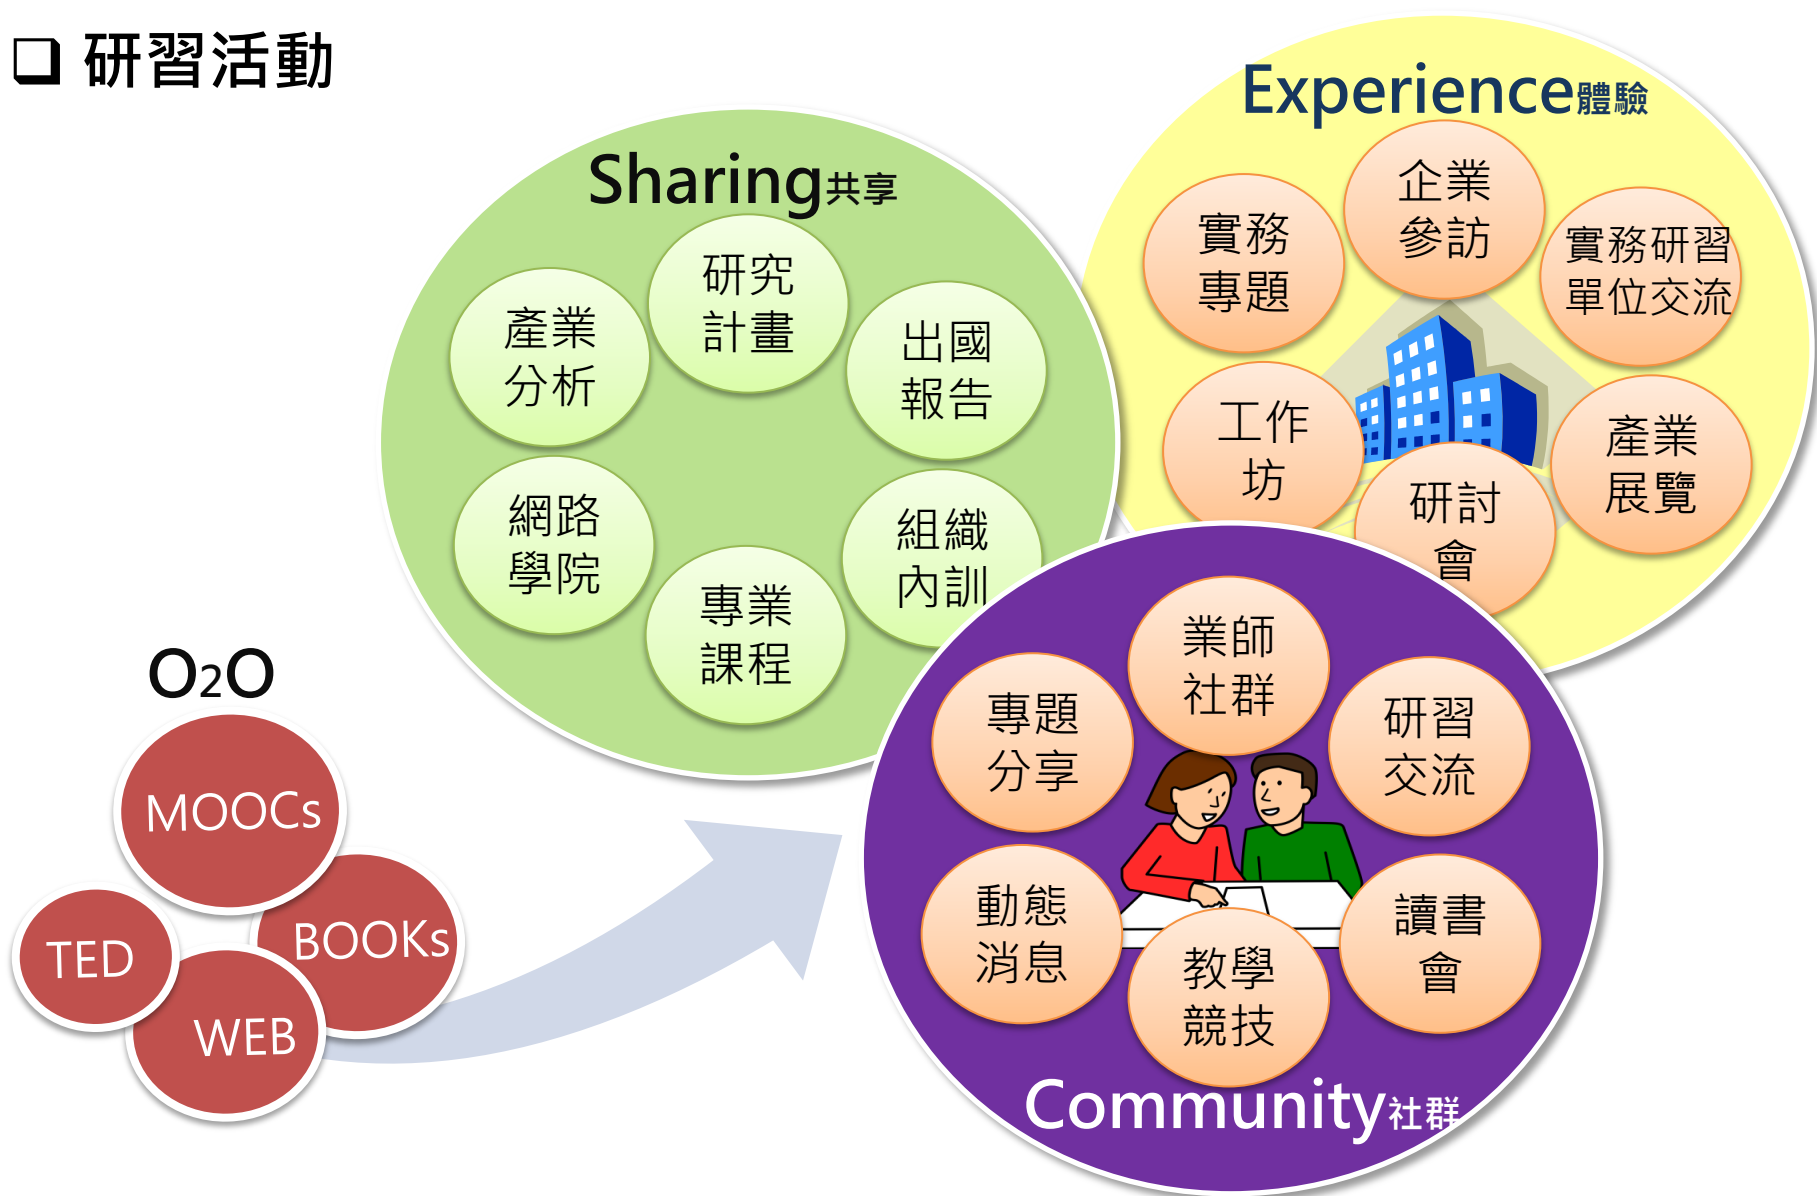 ❑ 研習活動
Sharing共享
研究
計畫
產業
分析
出國
報告
網路
學院
組織
內訓
專業
課程
Experience體驗
企業
參訪
實務
專題
實務研習
單位交流
工作
坊
產業
展覽
研討
會
O2O
MOOCs
BOOKs
TED
WEB
業師
社群
專題
分享
研習
交流
動態
消息
讀書
會
教學
競技
Community社群